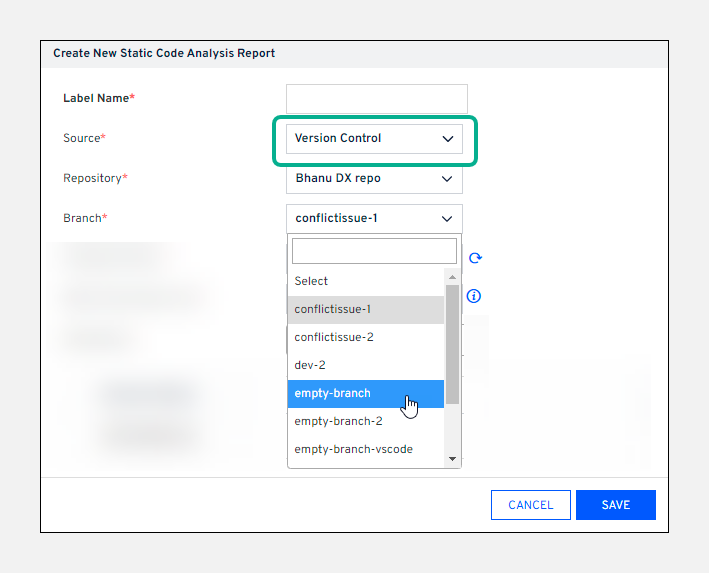 Create New Static Code Analysis Report
Label Name*
Source* Version Control
Repository* Bhanu DX repo
Branch* conflictissue-1
Select
conflictissue-1
conflictissue-2
dev-2
empty-branch
empty-branch-2
empty-branch-vscode
CANCEL SAVE